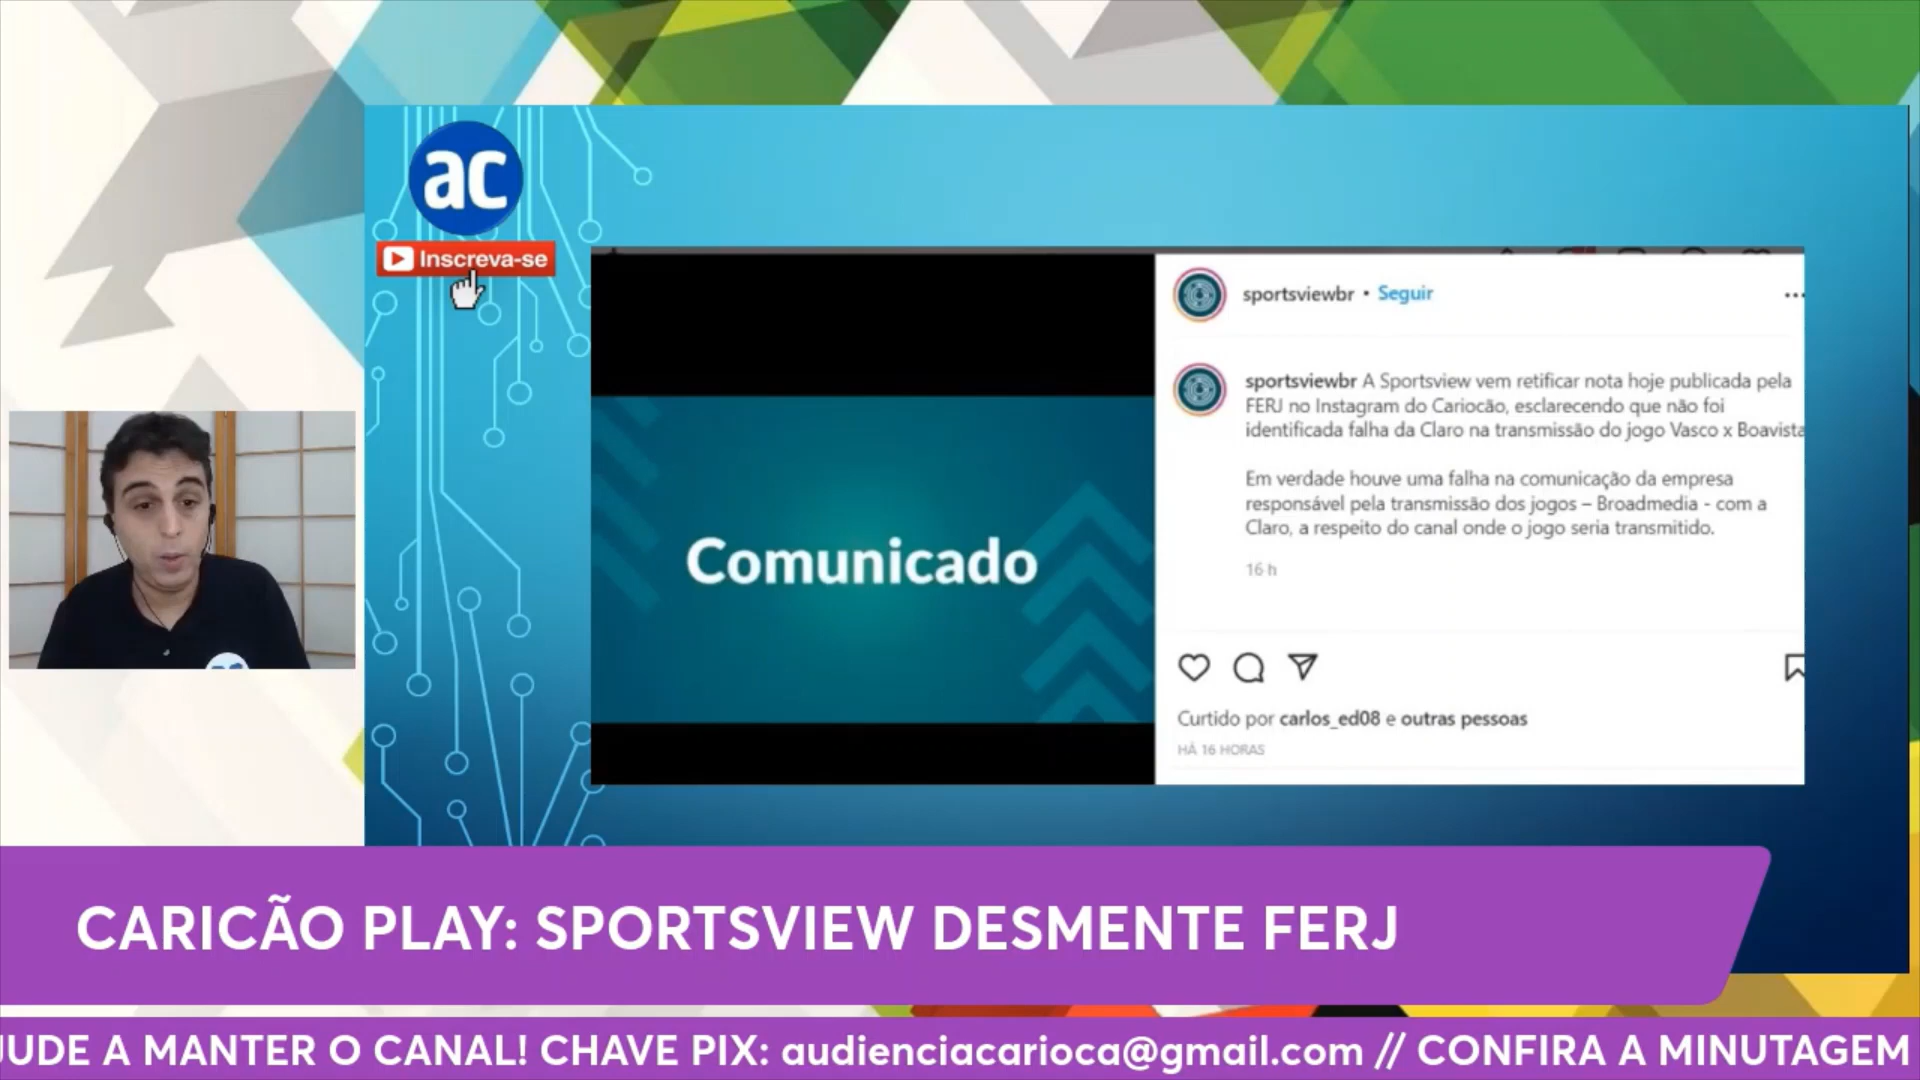 ac
Inscreva-se
sportsviewbr • Seguir
sportsviewbr A Sportsview vem retificar nota hoje publicada pela
FERJ no Instagram do Cariocão, esclarecendo que não foi
identificada falha da Claro na transmissão do jogo Vasco x Boavista
Em verdade houve uma falha na comunicação da empresa
responsável pela transmissão dos jogos – Broadmedia - com a
Claro, a respeito do canal onde o jogo seria transmitido.
16 h
Comunicado
Curtido por carlos_ed08 e outras pessoas
HÁ 16 HORAS
CARICÃO PLAY: SPORTSVIEW DESMENTE FERJ
JUDE A MANTER O CANAL! CHAVE PIX: audienciacarioca@gmail.com // CONFIRA A MINUTAGEM